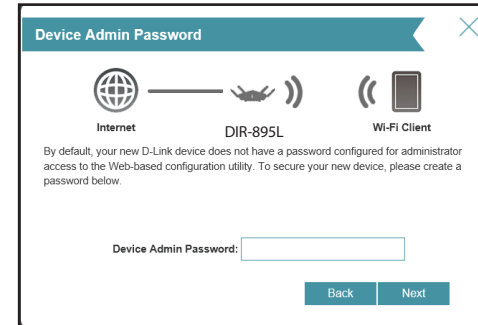 Device Admin Password
Internet
DIR-895L
Wi-Fi Client
By default, your new D-Link device does not have a password configured for administrator
access to the Web-based configuration utility. To secure your new device, please create a
password below.
Device Admin Password:
Back
Next